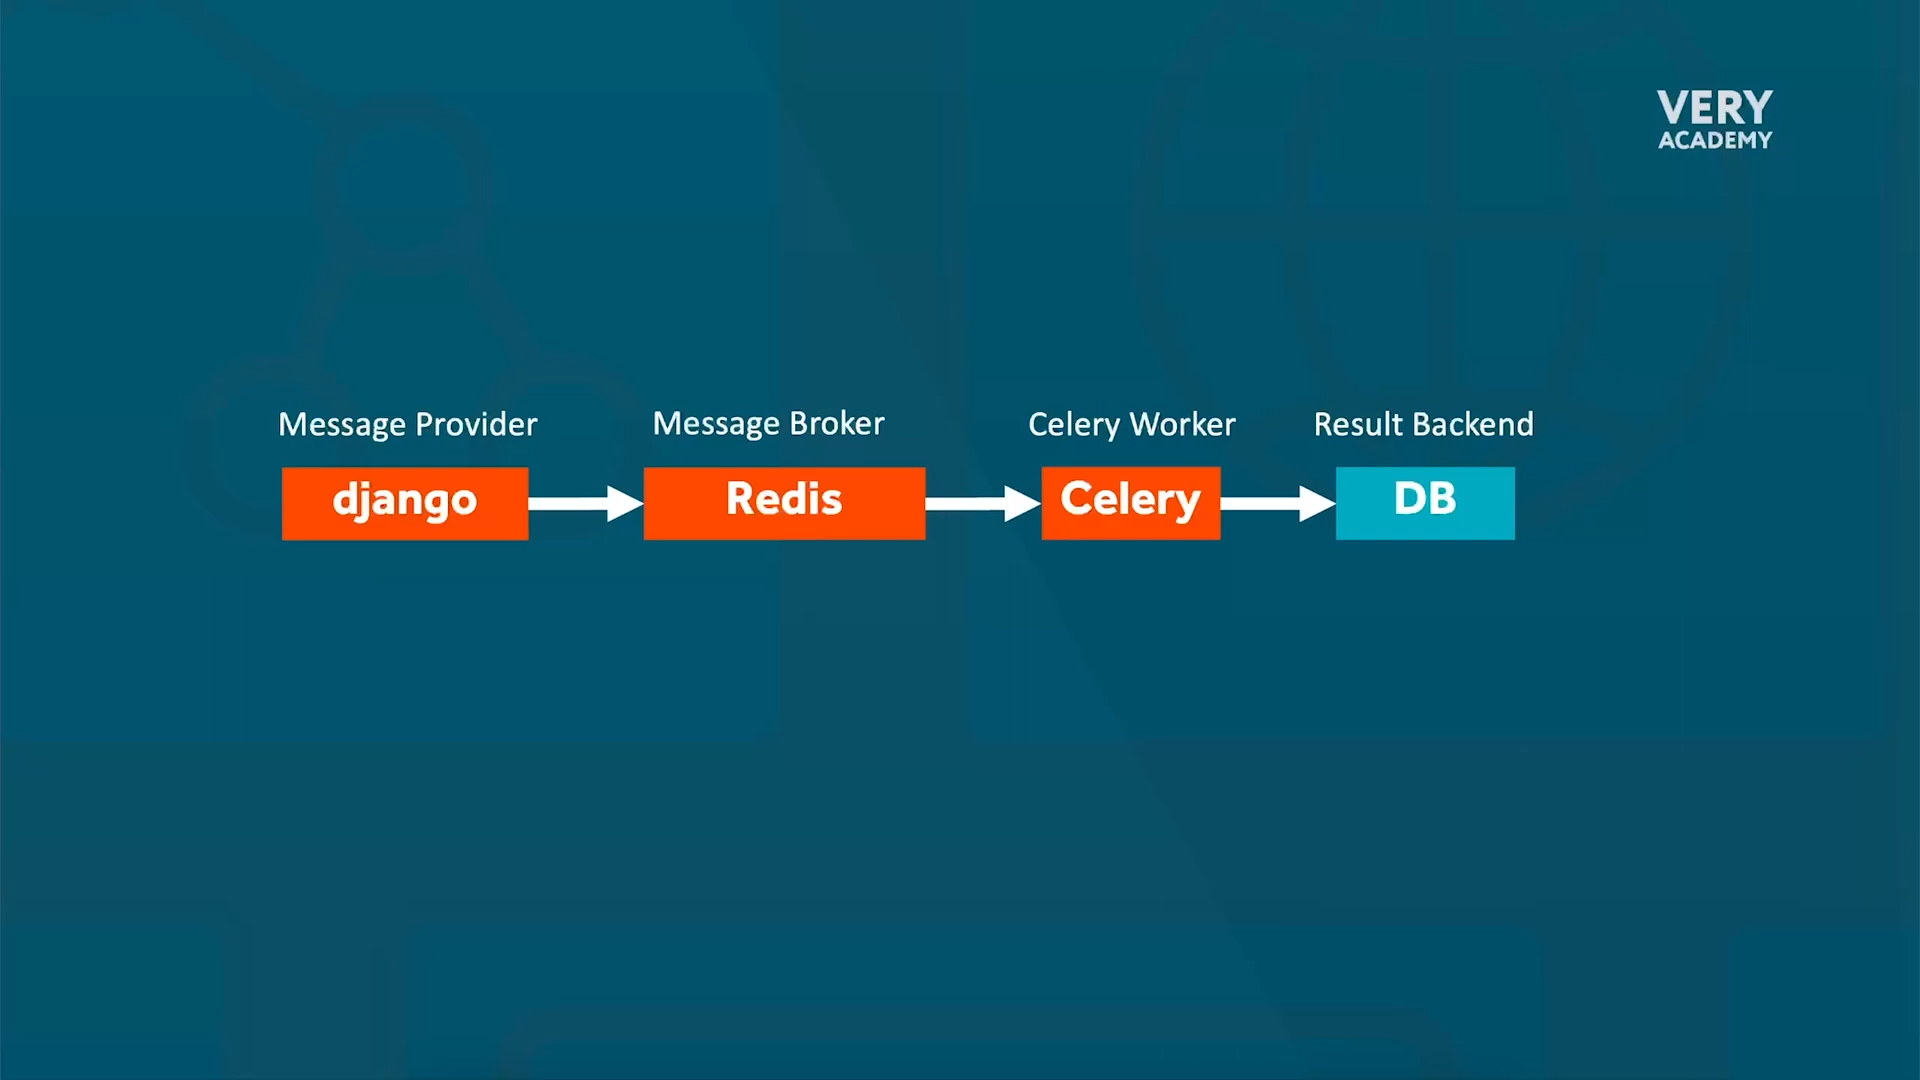 VERY
ACADEMY
Message Provider
Message Broker
Celery Worker
Result Backend
django
Redis
Celery
DB